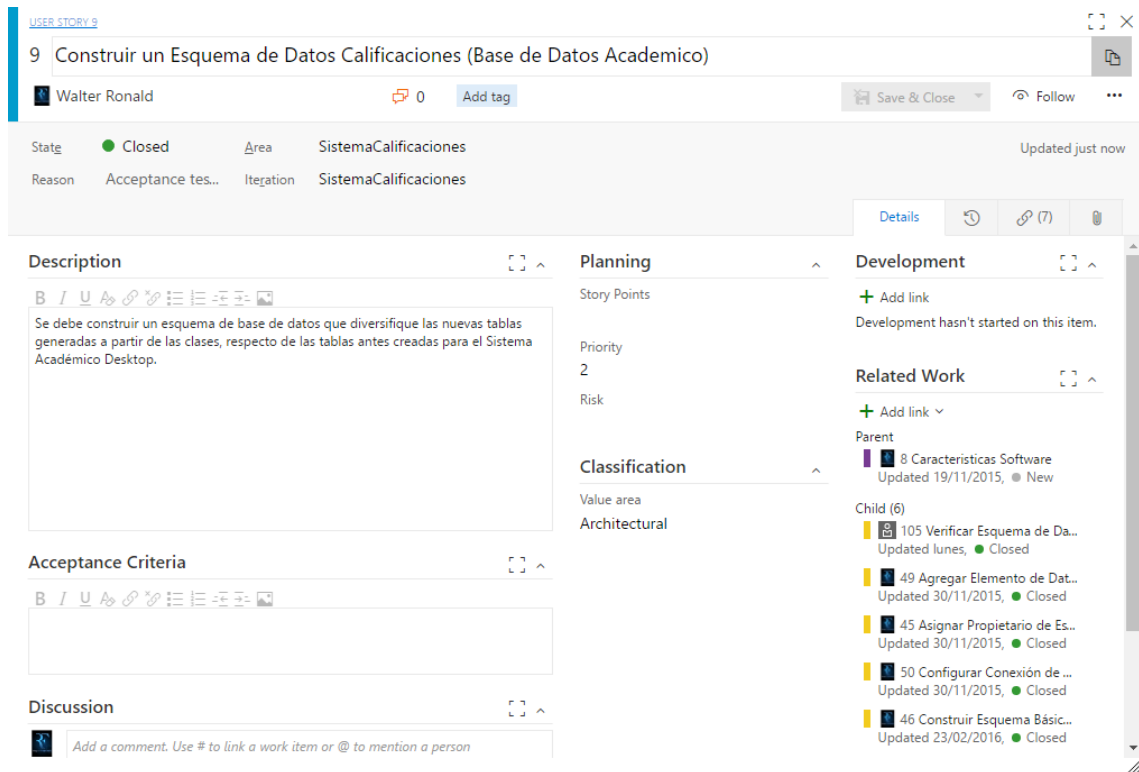 USER STORY 9
9 Construir un Esquema de Datos Calificaciones (Base de Datos Academico)
Walter Ronald
0
Add tag
Save & Close
Follow
State
Closed
Area
SistemaCalificaciones
Updated just now
Reason
Acceptance tes...
Iteration
SistemaCalificaciones
Details
(7)
Description
B I U
Se debe construir un esquema de base de datos que diversifique las nuevas tablas
generadas a partir de las clases, respecto de las tablas antes creadas para el Sistema
Académico Desktop.
Acceptance Criteria
B I U
Discussion
Add a comment. Use # to link a work item or @ to mention a person
Planning
Story Points
Priority
2
Risk
Classification
Value area
Architectural
Development
+ Add link
Development hasn't started on this item.
Related Work
+ Add link
Parent
8 Caracteristicas Software
Updated 19/11/2015, New
Child (6)
105 Verificar Esquema de Da...
Updated lunes, Closed
49 Agregar Elemento de Dat...
Updated 30/11/2015, Closed
45 Asignar Propietario de Es...
Updated 30/11/2015, Closed
50 Configurar Conexión de ...
Updated 30/11/2015, Closed
46 Construir Esquema Básic...
Updated 23/02/2016, Closed